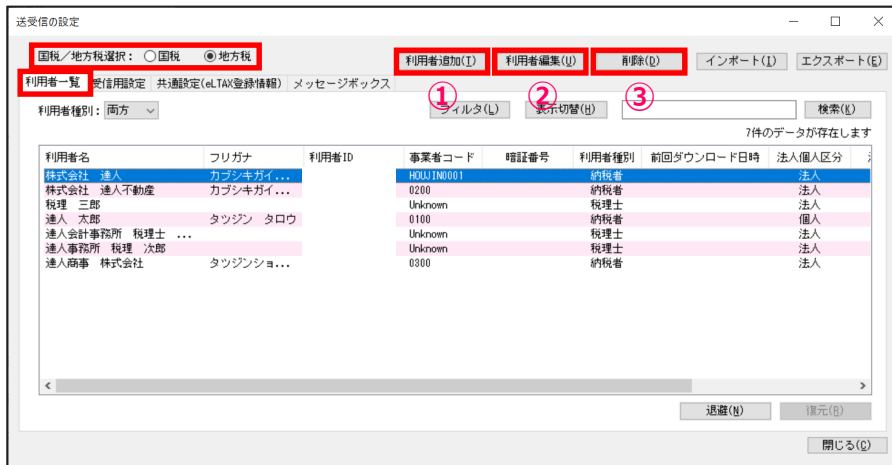 送受信の設定
国税／地方税選択： 国税 地方税
利用者追加(I) 利用者編集(U) 削除(D) インポート(I) エクスポート(E)
利用者一覧 受信用設定 共通設定(eLTAX登録情報) メッセージボックス
① ② ③
利用者種別： 両方 フィルタ(L) 表示切替(H) 検索(K)
7件のデータが存在します
利用者名 フリガナ 利用者ID 事業者コード 暗証番号 利用者種別 前回ダウンロード日時 法人個人区分
株式会社 達人 カブシキガイ... HOUJIN0001 納税者 法人
株式会社 達人不動産 カブシキガイ... 0200 納税者 法人
税理 三郎 Unknown 税理士 法人
達人 太郎 タツジン タロウ 0100 納税者 個人
達人会計事務所 税理士 ... Unknown 税理士 法人
達人事務所 税理 次郎 Unknown 税理士 法人
達人商事 株式会社 タツジンショ... 0300 納税者 法人
退避(N) 復元(R)
閉じる(C)